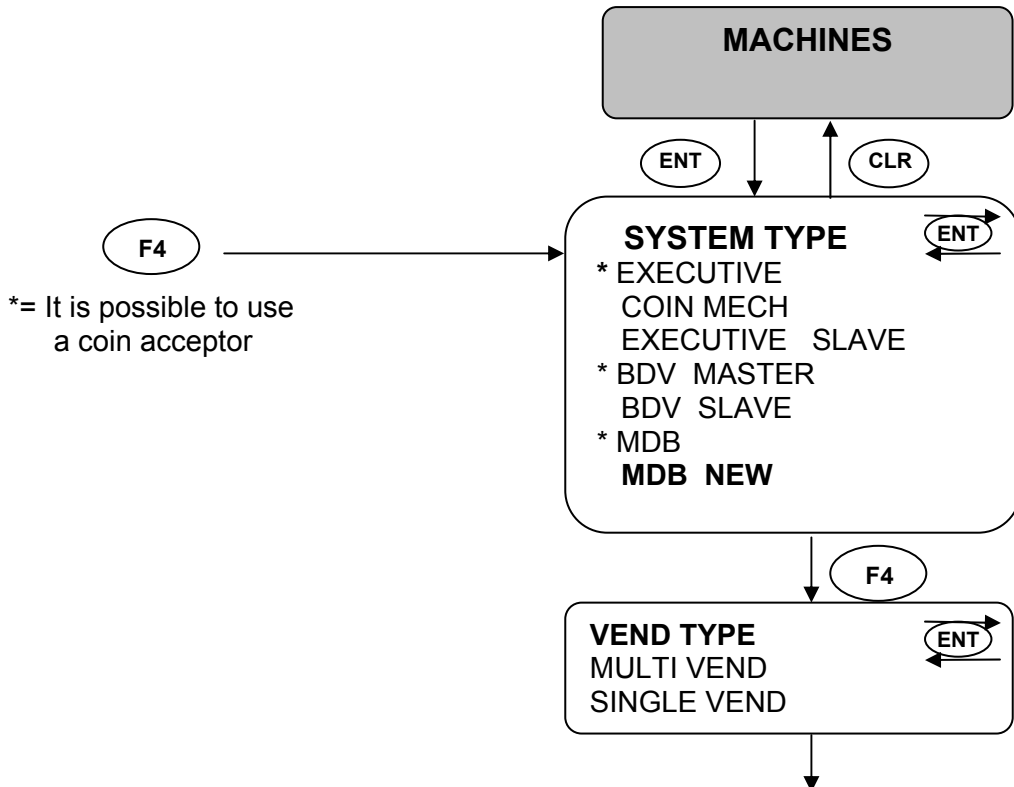 MACHINES
ENT
CLR
F4
*= It is possible to use
a coin acceptor
SYSTEM TYPE
ENT
* EXECUTIVE
COIN MECH
EXECUTIVE SLAVE
* BDV MASTER
BDV SLAVE
* MDB
MDB NEW
F4
VEND TYPE
ENT
MULTI VEND
SINGLE VEND